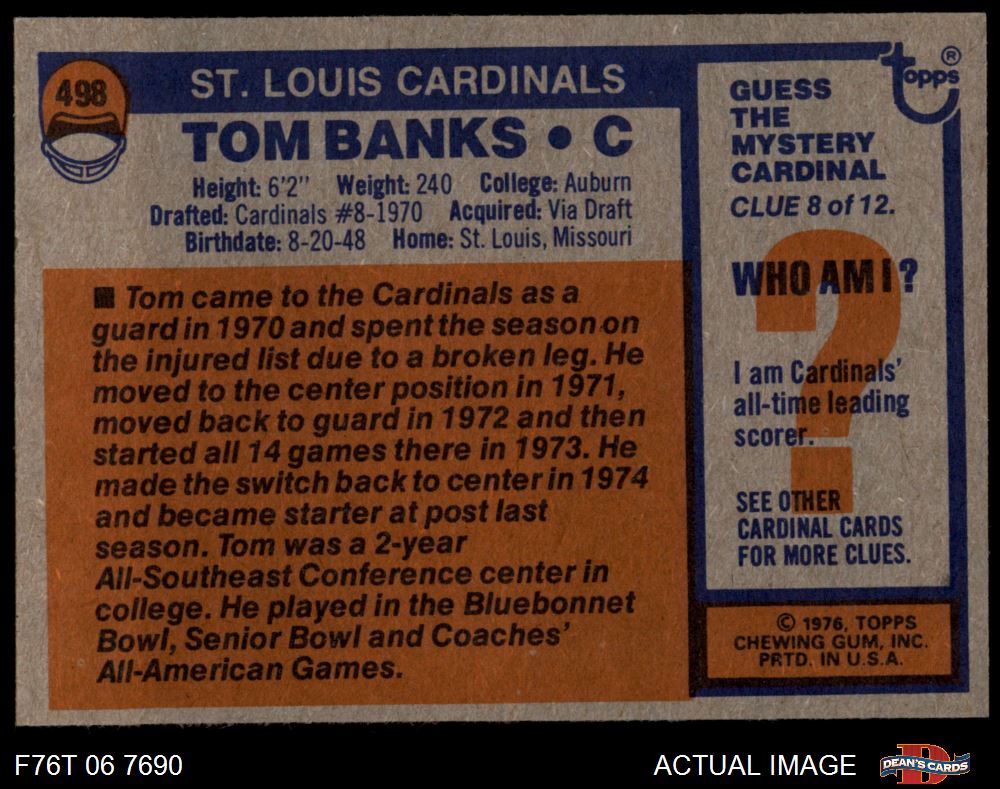 498
ST. LOUIS CARDINALS
TOM BANKS • C
Height: 6'2" Weight: 240 College: Auburn
Drafted: Cardinals #8-1970 Acquired: Via Draft
Birthdate: 8-20-48 Home: St. Louis, Missouri
■ Tom came to the Cardinals as a
guard in 1970 and spent the season on
the injured list due to a broken leg. He
moved to the center position in 1971,
moved back to guard in 1972 and then
started all 14 games there in 1973. He
made the switch back to center in 1974
and became starter at post last
season. Tom was a 2-year
All-Southeast Conference center in
college. He played in the Bluebonnet
Bowl, Senior Bowl and Coaches'
All-American Games.
topps®
GUESS
THE
MYSTERY
CARDINAL
CLUE 8 of 12.
WHO AM I?
?
I am Cardinals'
all-time leading
scorer.
SEE OTHER
CARDINAL CARDS
FOR MORE CLUES.
© 1976, TOPPS
CHEWING GUM, INC.
PRTD. IN U.S.A.
F76T 06 7690
ACTUAL IMAGE
D
DEAN'S CARDS